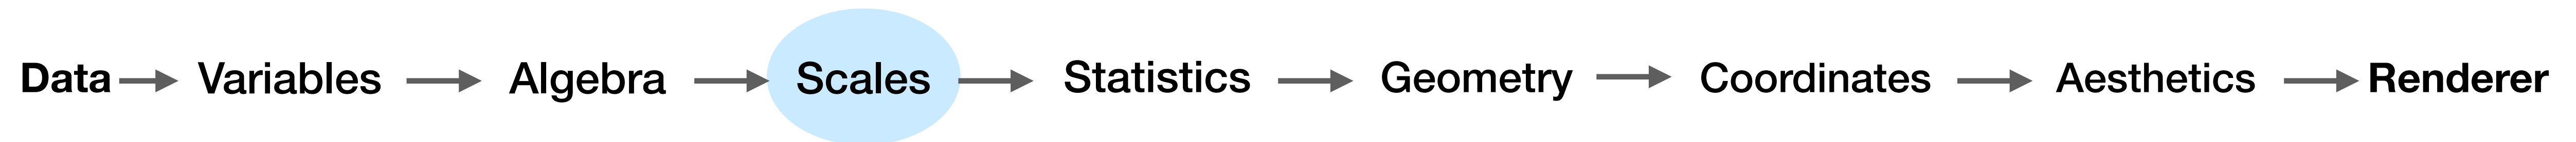 Data Variables Algebra Scales Statistics Geometry Coordinates Aesthetics Renderer